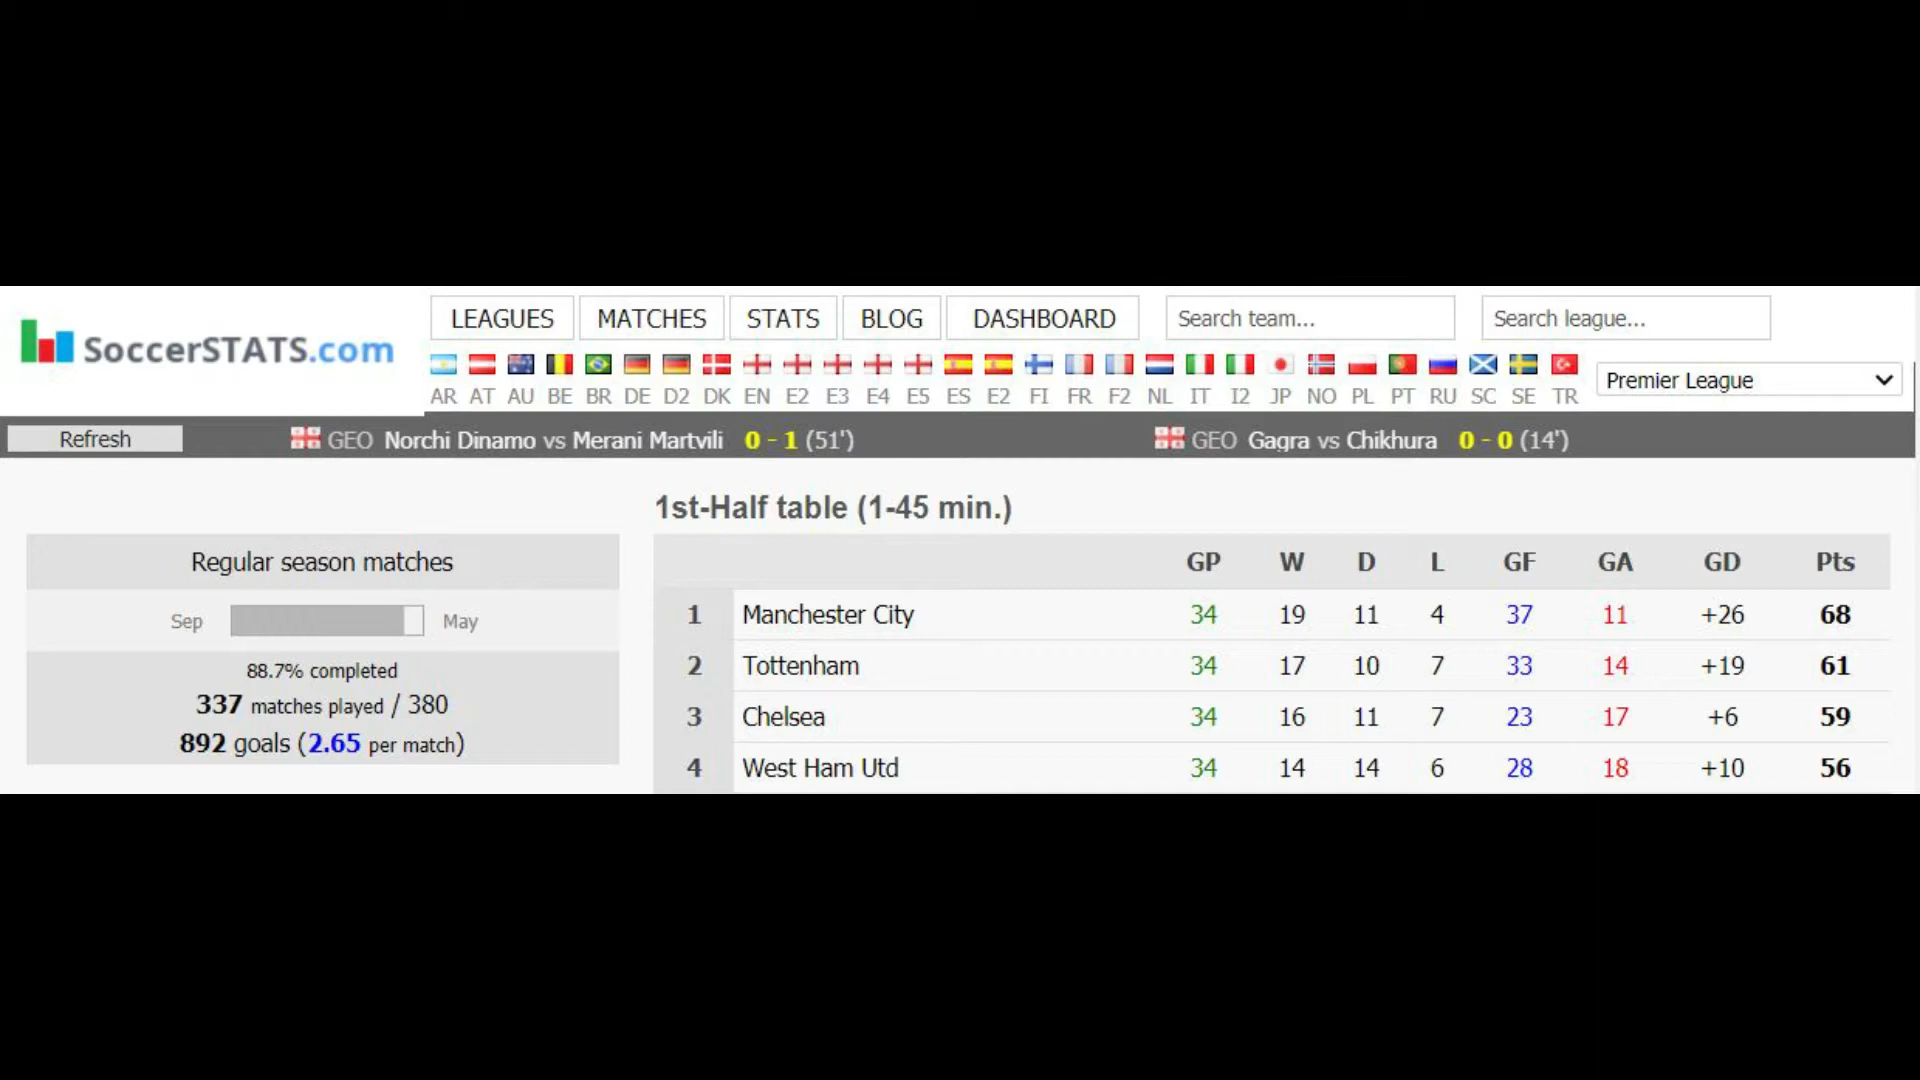 SoccerSTATS.com
LEAGUES MATCHES STATS BLOG DASHBOARD Search team... Search league...
AR AT AU BE BR DE D2 DK EN E2 E3 E4 E5 ES E2 FI FR F2 NL IT I2 JP NO PL PT RU SC SE TR Premier League
Refresh GEO Norchi Dinamo vs Merani Martvili 0 - 1 (51') GEO Gagra vs Chikhura 0 - 0 (14')
Regular season matches
Sep May
88.7% completed
337 matches played / 380
892 goals (2.65 per match)
1st-Half table (1-45 min.)
GP W D L GF GA GD Pts
1 Manchester City 34 19 11 4 37 11 +26 68
2 Tottenham 34 17 10 7 33 14 +19 61
3 Chelsea 34 16 11 7 23 17 +6 59
4 West Ham Utd 34 14 14 6 28 18 +10 56